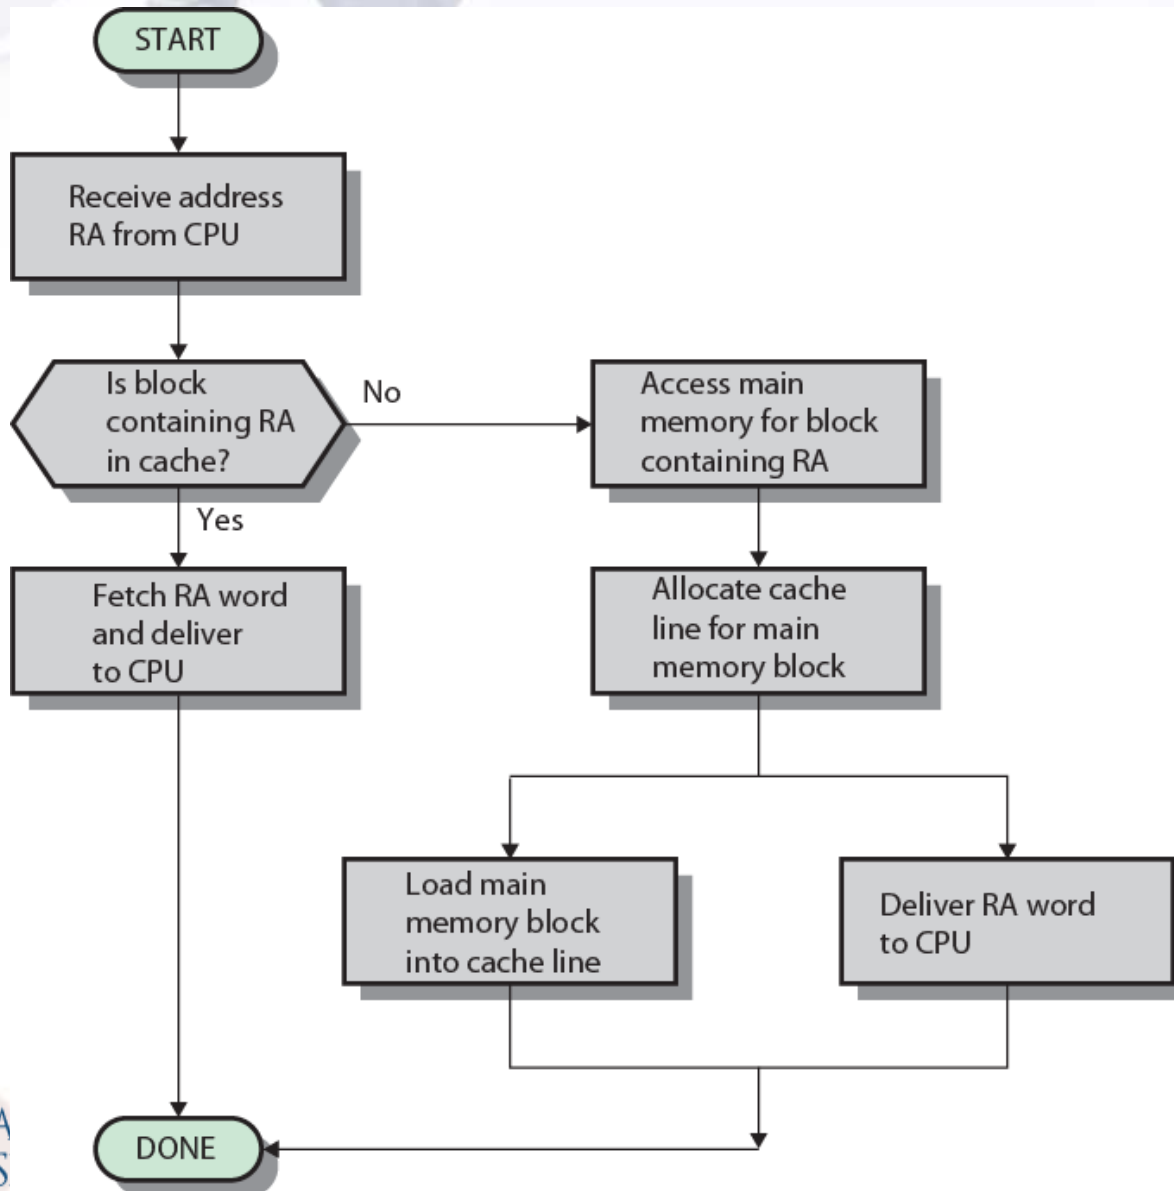 START
Receive address
RA from CPU
Is block
containing RA
in cache?
No
Access main
memory for block
containing RA
Yes
Fetch RA word
and deliver
to CPU
Allocate cache
line for main
memory block
Load main
memory block
into cache line
Deliver RA word
to CPU
DONE